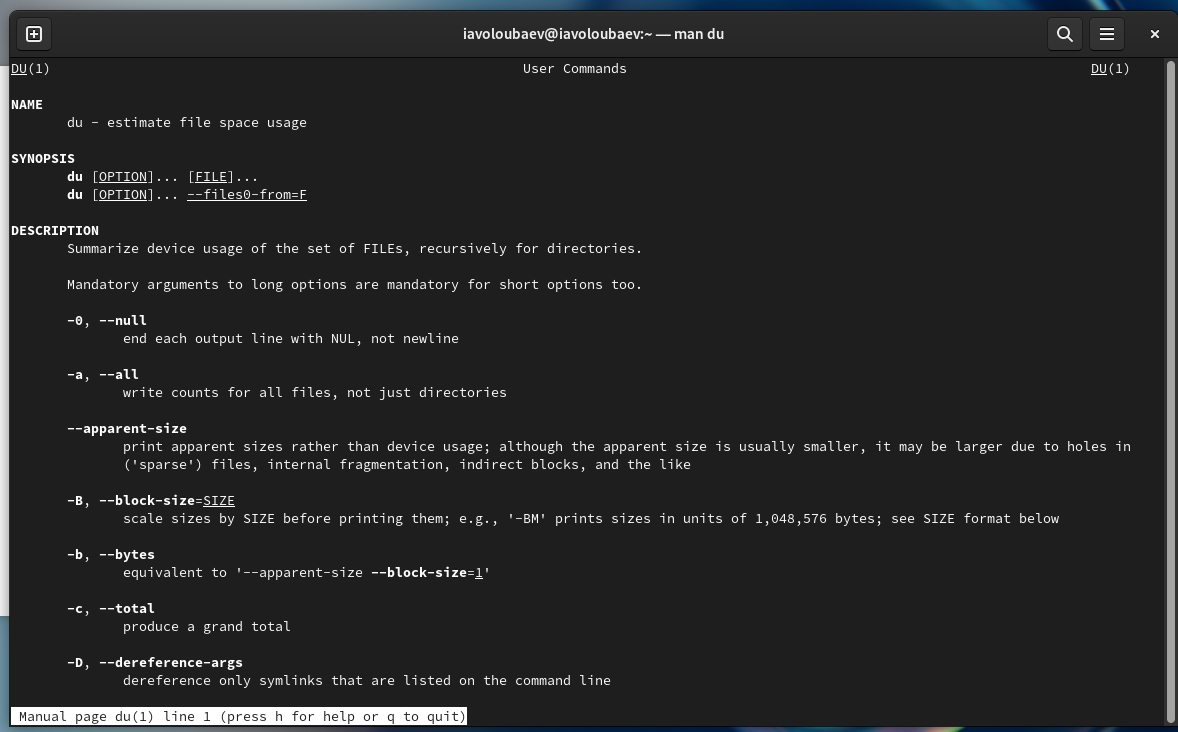 iavoloubaev@iavoloubaev:~ — man du
DU(1) User Commands DU(1)
NAME
du - estimate file space usage
SYNOPSIS
du [OPTION]... [FILE]...
du [OPTION]... --files0-from=F
DESCRIPTION
Summarize device usage of the set of FILEs, recursively for directories.
Mandatory arguments to long options are mandatory for short options too.
-0, --null
end each output line with NUL, not newline
-a, --all
write counts for all files, not just directories
--apparent-size
print apparent sizes rather than device usage; although the apparent size is usually smaller, it may be larger due to holes in
('sparse') files, internal fragmentation, indirect blocks, and the like
-B, --block-size=SIZE
scale sizes by SIZE before printing them; e.g., '-BM' prints sizes in units of 1,048,576 bytes; see SIZE format below
-b, --bytes
equivalent to '--apparent-size --block-size=1'
-c, --total
produce a grand total
-D, --dereference-args
dereference only symlinks that are listed on the command line
Manual page du(1) line 1 (press h for help or q to quit)